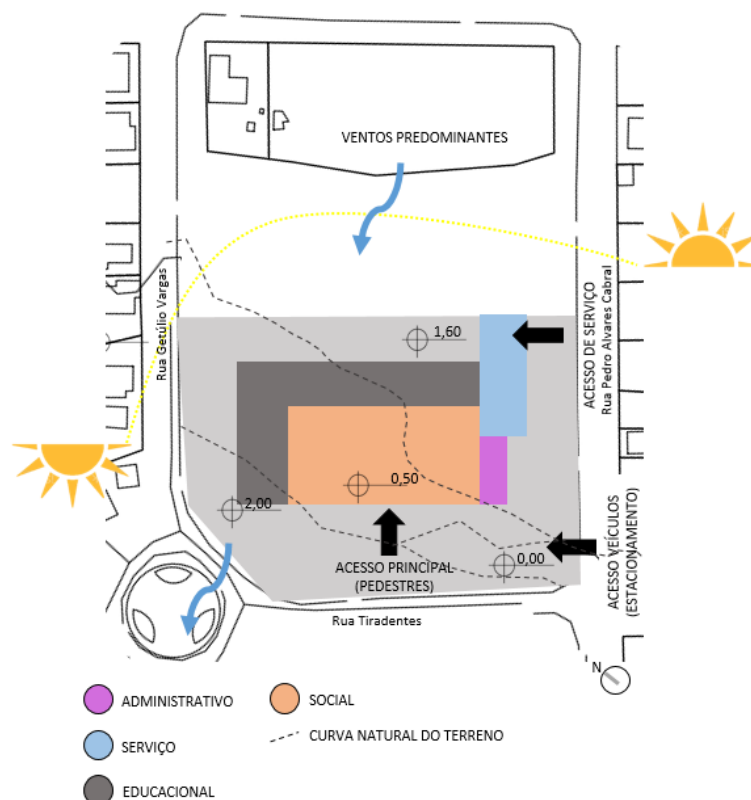 VENTOS PREDOMINANTES
Rua Getúlio Vargas
ACESSO DE SERVIÇO
Rua Pedro Alvares Cabral
1,60
0,50
2,00
0,00
ACESSO PRINCIPAL
(PEDESTRES)
ACESSO VEÍCULOS
(ESTACIONAMENTO)
Rua Tiradentes
N
ADMINISTRATIVO
SOCIAL
SERVIÇO
CURVA NATURAL DO TERRENO
EDUCACIONAL